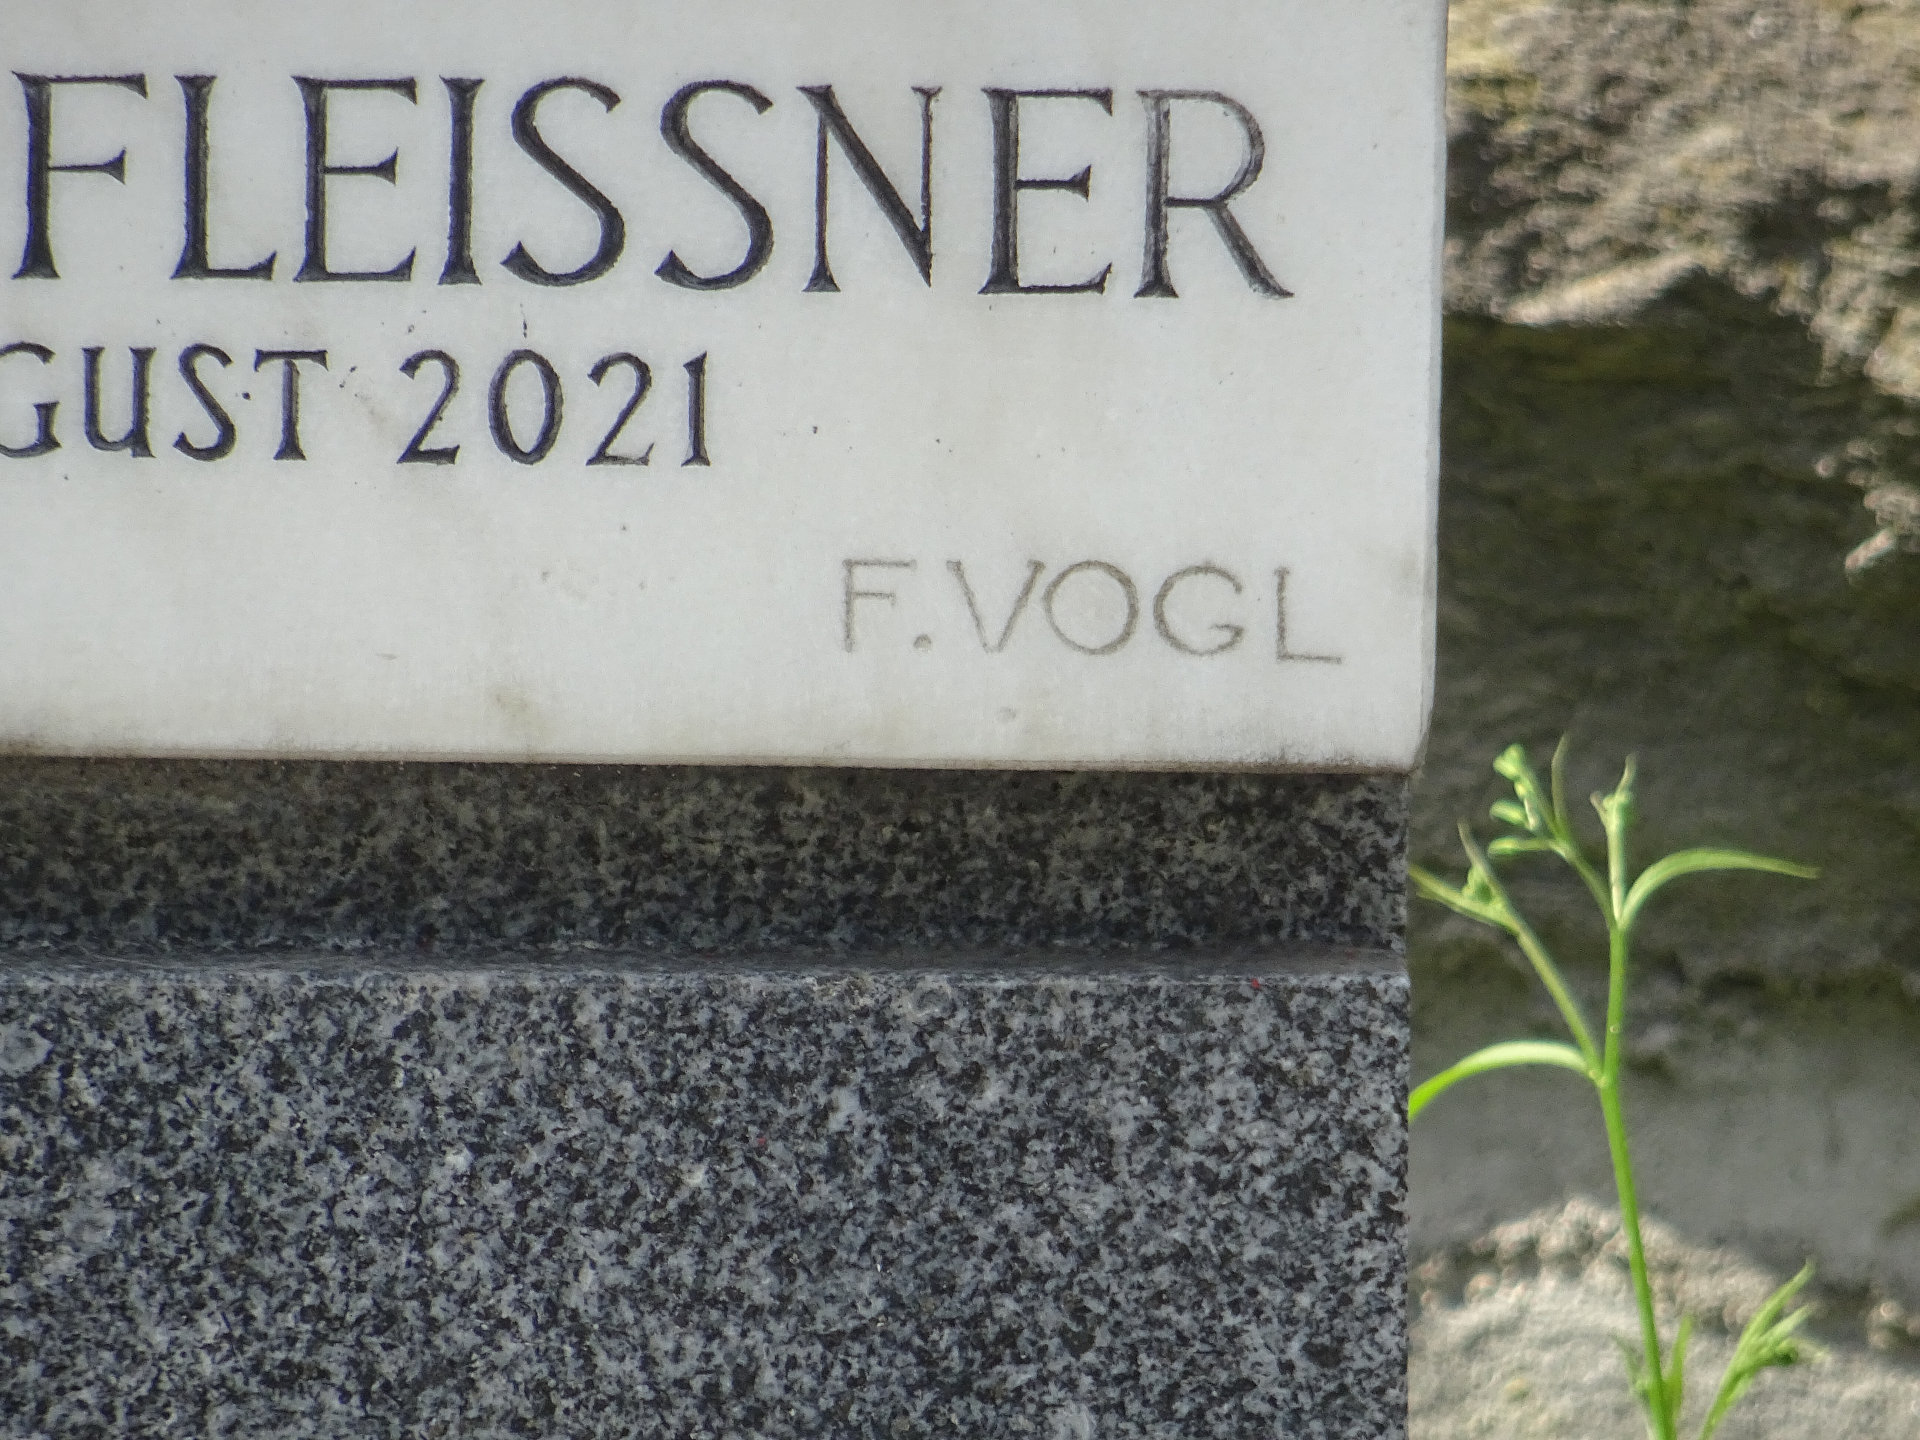 FLEISSNER
GUST 2021
F. VOGL